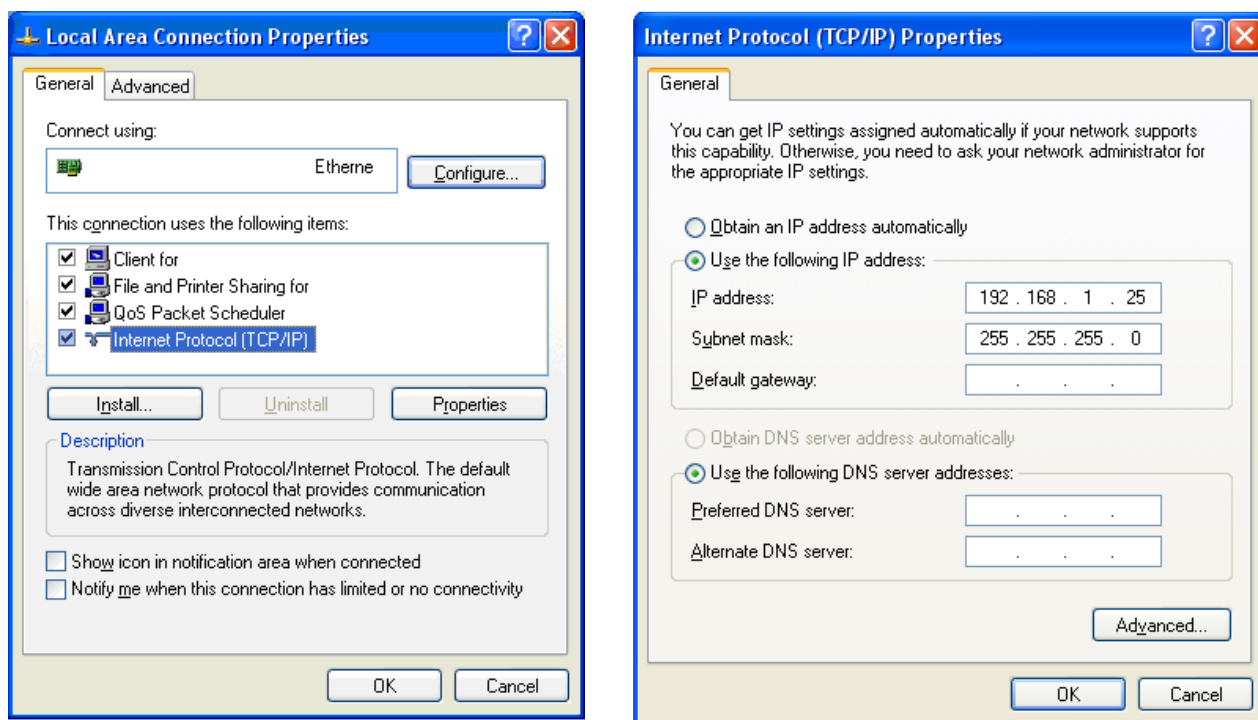 Local Area Connection Properties
General
Advanced
Connect using:
Etherne
Configure...
This connection uses the following items:
Client for
File and Printer Sharing for
QoS Packet Scheduler
Internet Protocol (TCP/IP)
Install...
Uninstall
Properties
Description
Transmission Control Protocol/Internet Protocol. The default
wide area network protocol that provides communication
across diverse interconnected networks.
Show icon in notification area when connected
Notify me when this connection has limited or no connectivity
OK
Cancel
Internet Protocol (TCP/IP) Properties
General
You can get IP settings assigned automatically if your network supports
this capability. Otherwise, you need to ask your network administrator for
the appropriate IP settings.
Obtain an IP address automatically
Use the following IP address:
IP address: 192 . 168 . 1 . 25
Subnet mask: 255 . 255 . 255 . 0
Default gateway: . . .
Obtain DNS server address automatically
Use the following DNS server addresses:
Preferred DNS server: . . .
Alternate DNS server: . . .
Advanced...
OK
Cancel